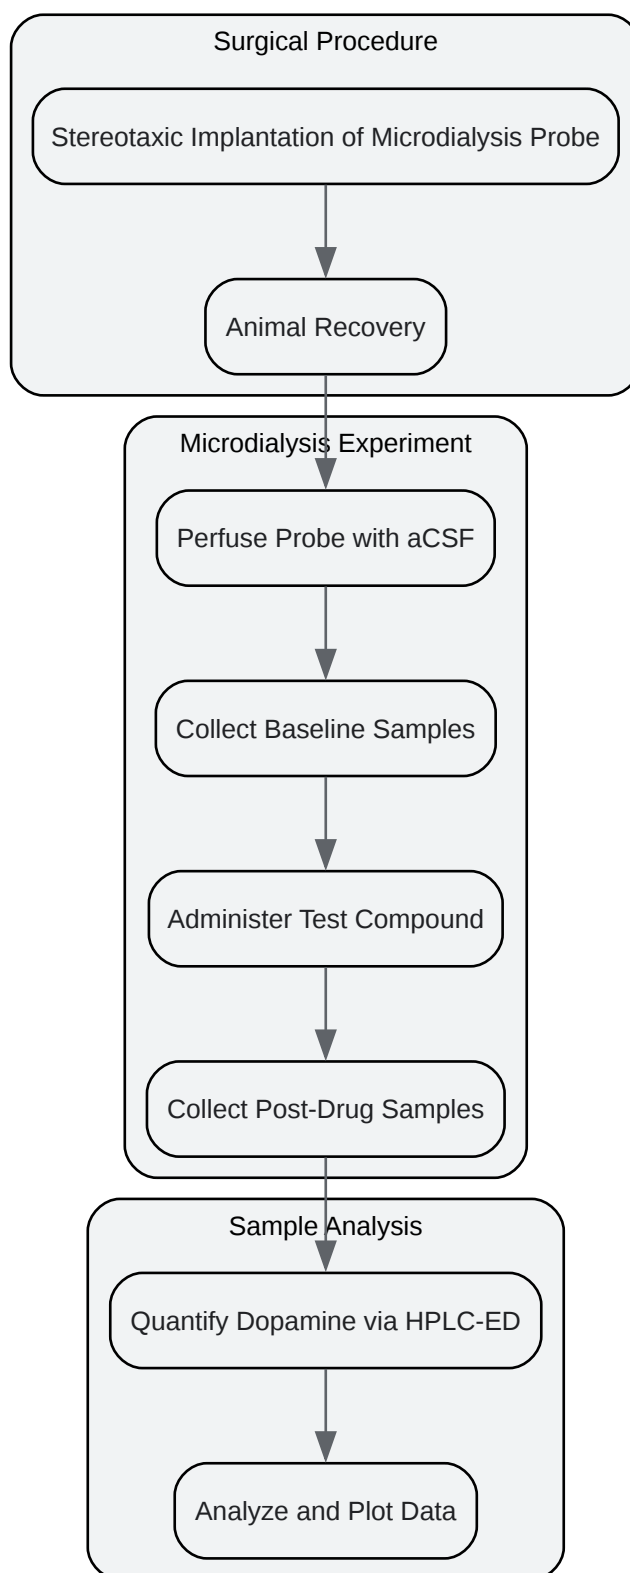 Surgical Procedure
Stereotaxic Implantation of Microdialysis Probe
Animal Recovery
Microdialysis Experiment
Perfuse Probe with aCSF
Collect Baseline Samples
Administer Test Compound
Collect Post-Drug Samples
Sample Analysis
Quantify Dopamine via HPLC-ED
Analyze and Plot Data